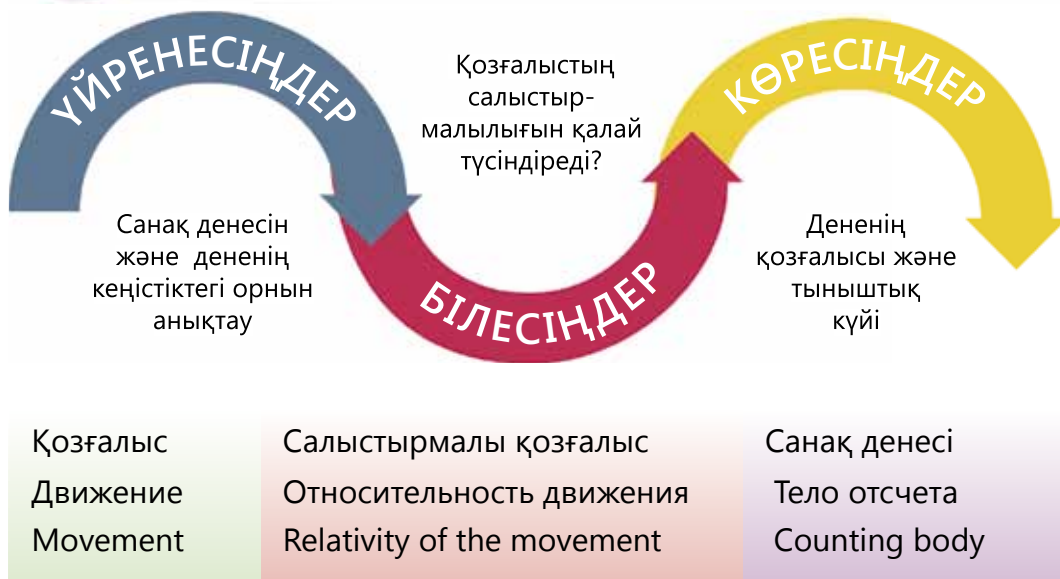 ҮЙРЕНЕСІҢДЕР
Санақ денесін
және дененің
кеңістіктегі орнын
анықтау
БІЛЕСІҢДЕР
Қозғалыстың
салыстыр-
малылығын қалай
түсіндіреді?
КӨРЕСІҢДЕР
Дененің
қозғалысы және
тыныштық
күйі
Қозғалыс
Движение
Movement
Салыстырмалы қозғалыс
Относительность движения
Relativity of the movement
Санақ денесі
Тело отсчета
Counting body